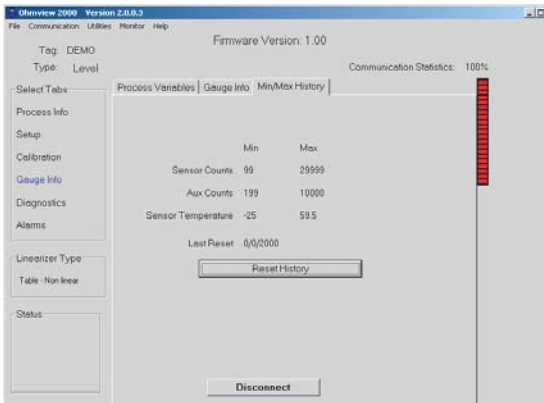 Ohmview 2000 Version 2.0.0.3
File Communication Utilities Monitor Help
Firmware Version: 1.00
Tag: DEMO
Type: Level
Communication Statistics: 100%
Select Tabs
Process Info
Setup
Calibration
Gauge Info
Diagnostics
Alarms
Linearizer Type
Table - Non linear
Status
Process Variables Gauge Info Min/Max History
Min Max
Sensor Counts 99 29999
Aux Counts 199 10000
Sensor Temperature -25 59.5
Last Reset 0/0/2000
Reset History
Disconnect